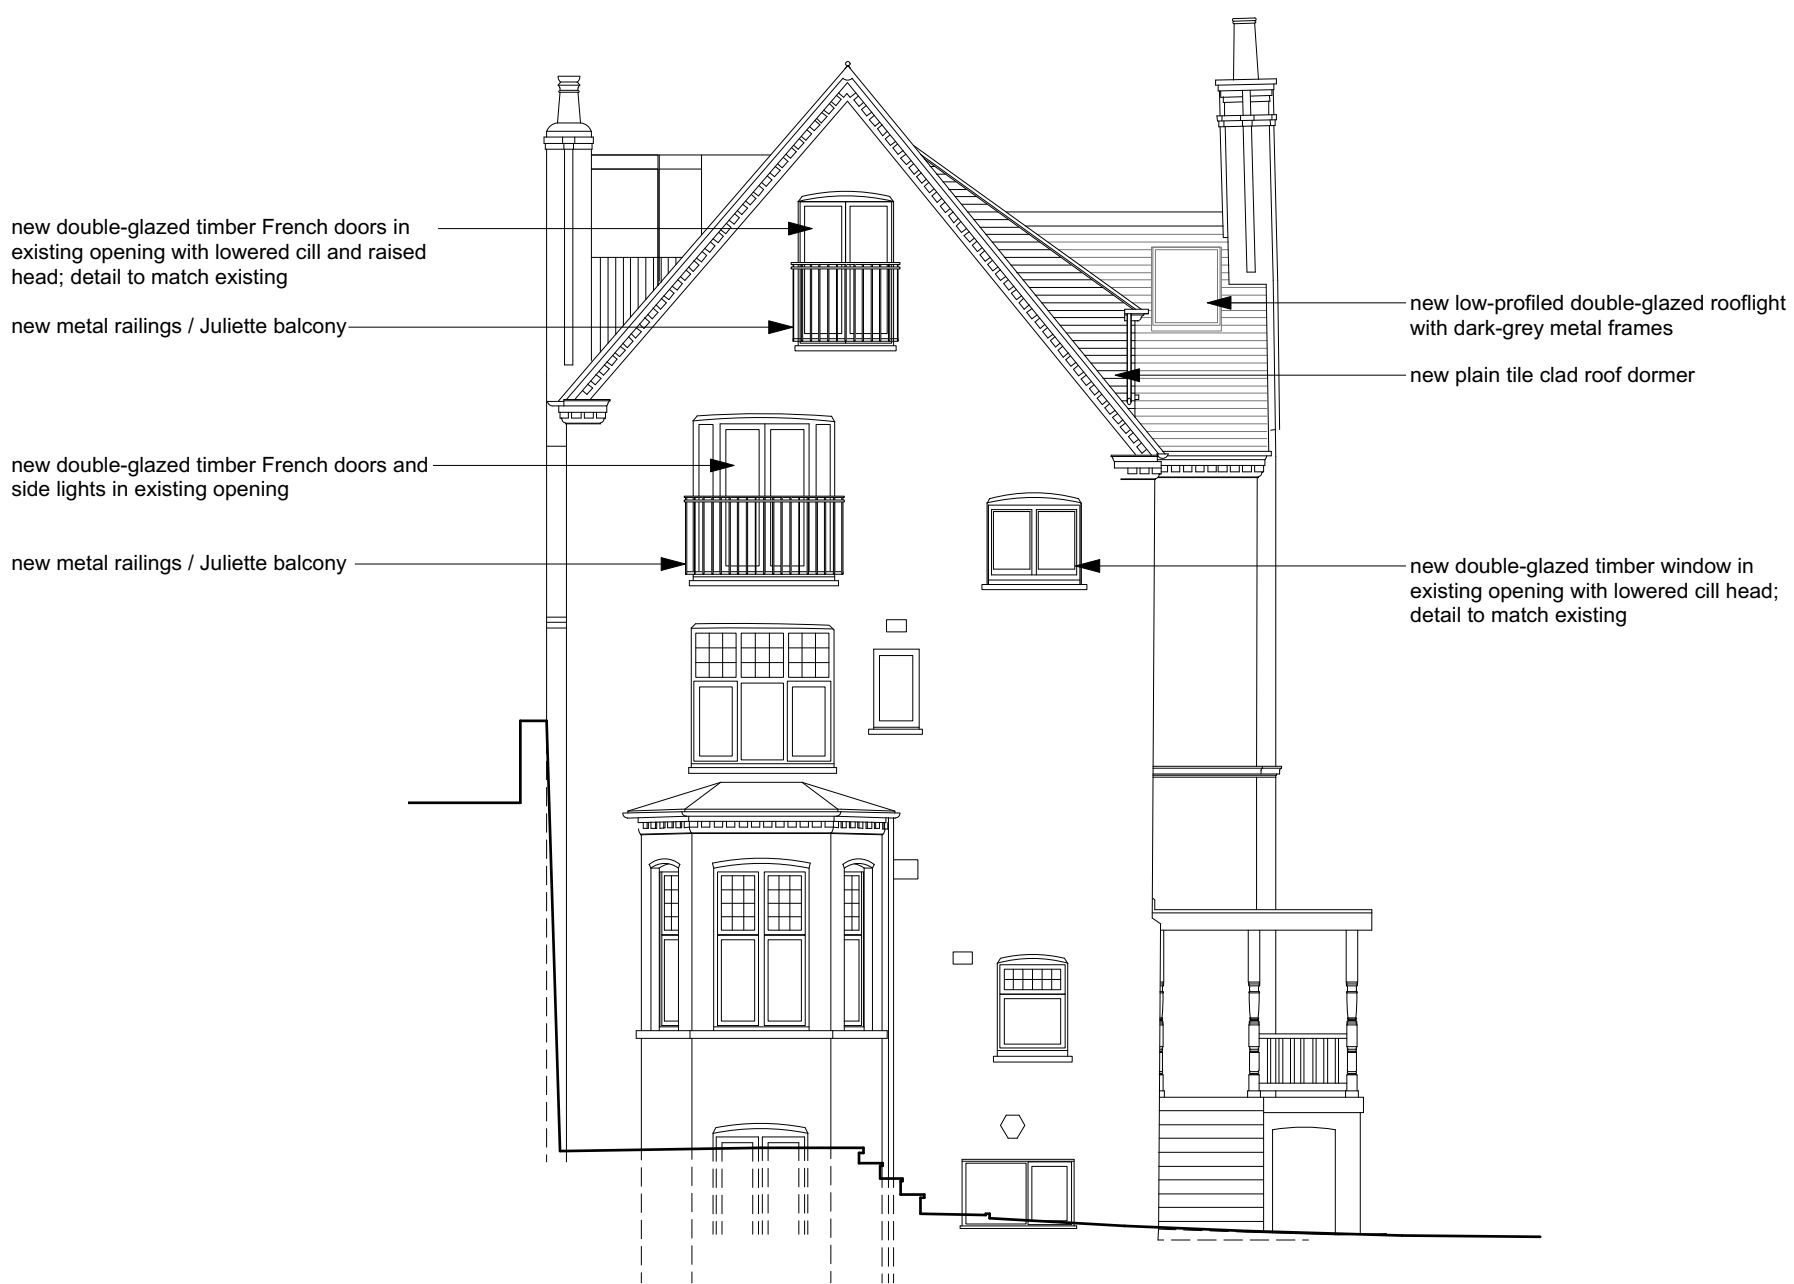 new double-glazed timber French doors in
existing opening with lowered cill and raised
head; detail to match existing
new metal railings / Juliette balcony
new double-glazed timber French doors and
side lights in existing opening
new metal railings / Juliette balcony
new low-profiled double-glazed rooflight
with dark-grey metal frames
new plain tile clad roof dormer
new double-glazed timber window in
existing opening with lowered cill head;
detail to match existing